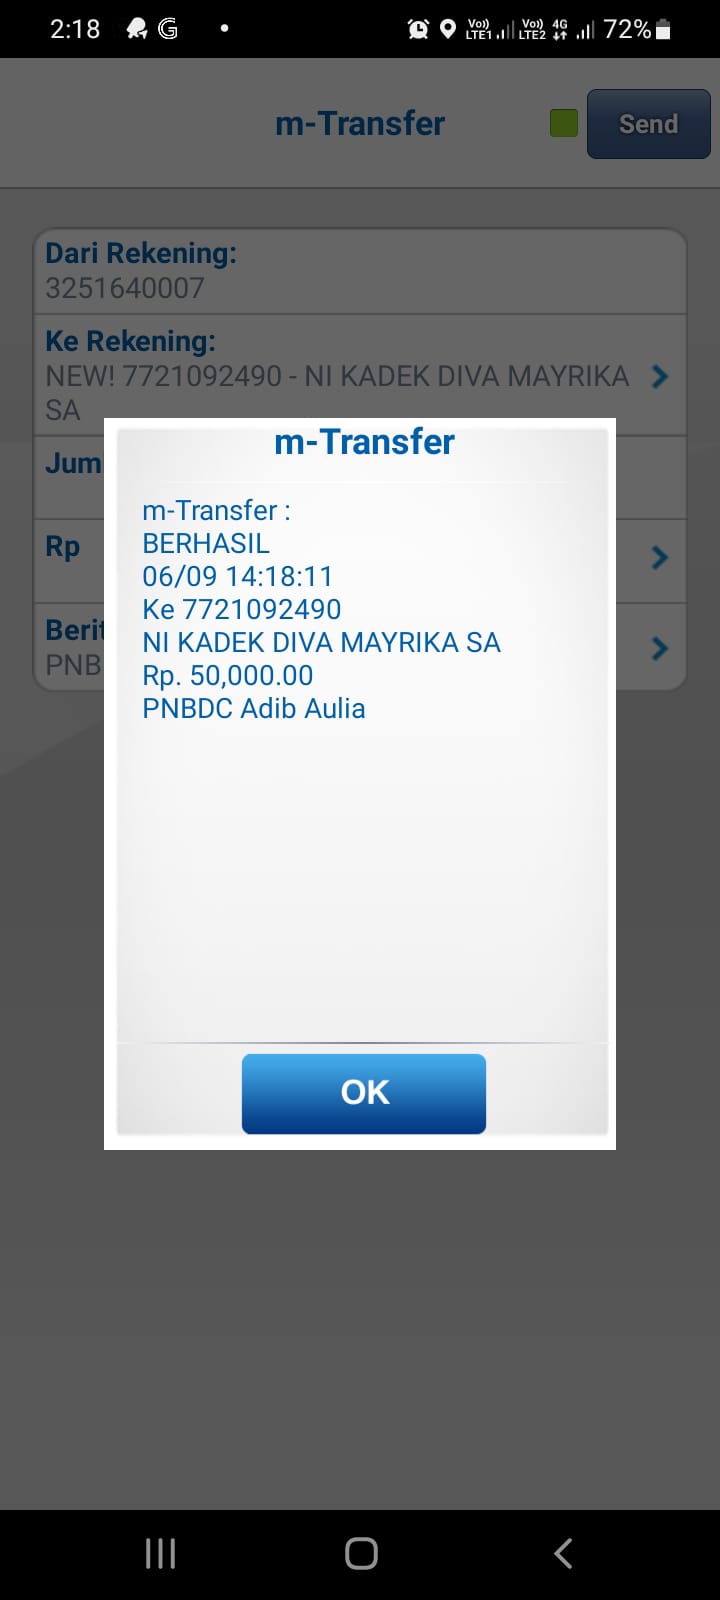 2:18
Vo)) LTE1 Vo)) LTE2 4G 72%
m-Transfer
Send
Dari Rekening:
3251640007
Ke Rekening:
NEW! 7721092490 - NI KADEK DIVA MAYRIKA
SA
Jum
Rp
Berit
PNB
m-Transfer
m-Transfer :
BERHASIL
06/09 14:18:11
Ke 7721092490
NI KADEK DIVA MAYRIKA SA
Rp. 50,000.00
PNBDC Adib Aulia
OK